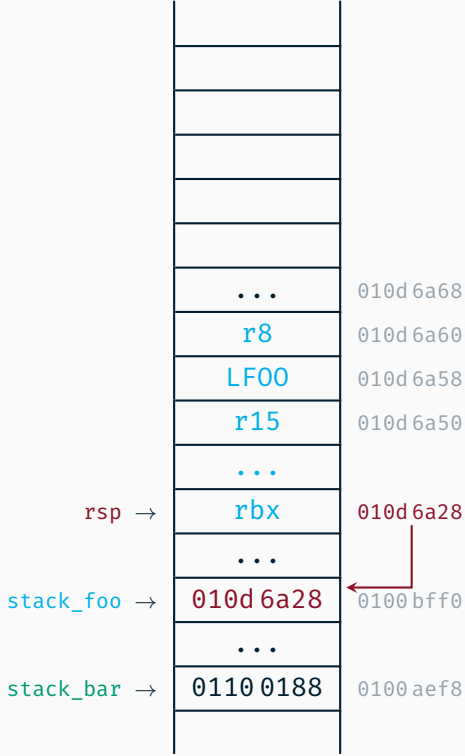 ... 010d 6a68
r8 010d 6a60
LFOO 010d 6a58
r15 010d 6a50
...
rsp → rbx 010d 6a28
...
stack_foo → 010d 6a28 0100 bff0
...
stack_bar → 0110 0188 0100 aef8